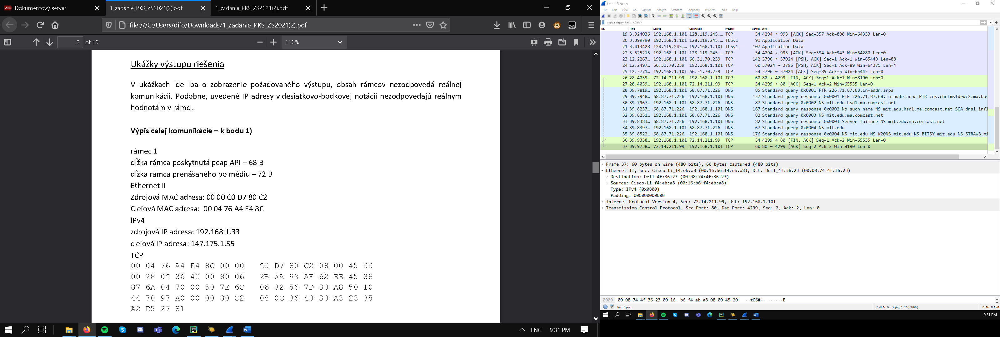 Dokumentový server
1_zadanie_PKS_ZS2021(2).pdf
1_zadanie_PKS_ZS2021(2).pdf
file:///C:/Users/difo/Downloads/1_zadanie_PKS_ZS2021(2).pdf
5 of 10
110%
Ukážky výstupu riešenia
V ukážkach ide iba o zobrazenie požadovaného výstupu, obsah rámcov nezodpovedá reálnej
komunikácii. Podobne, uvedené IP adresy v desiatkovo-bodkovej notácii nezodpovedajú reálnym
hodnotám v rámci.
Výpis celej komunikácie – k bodu 1)
rámec 1
dĺžka rámca poskytnutá pcap API – 68 B
dĺžka rámca prenášaného po médiu – 72 B
Ethernet II
Zdrojová MAC adresa: 00 00 C0 D7 80 C2
Cieľová MAC adresa: 00 04 76 A4 E4 8C
IPv4
zdrojová IP adresa: 192.168.1.33
cieľová IP adresa: 147.175.1.55
TCP
00 04 76 A4 E4 8C 00 00 C0 D7 80 C2 08 00 45 00
00 28 0C 36 40 00 80 06 2B 5A 93 AF 62 EE 45 38
87 6A 04 70 00 50 7E 6C 06 32 56 7D 30 A8 50 10
44 70 97 A0 00 00 80 C2 08 0C 36 40 30 A3 23 35
A2 D5 27 81
ENG 9:31 PM
trace-5.pcap
File Edit View Go Capture Analyze Statistics Telephony Wireless Tools Help
Apply a display filter ... <Ctrl-/>
No. Time Source Destination Protocol Length Info
19 3.324036 192.168.1.101 128.119.245.… TCP 54 4294 → 993 [ACK] Seq=357 Ack=890 Win=64333 Len=0
20 3.399790 192.168.1.101 128.119.245.… TLSv1 91 Application Data
21 3.413428 128.119.245.… 192.168.1.101 TLSv1 107 Application Data
22 3.525215 192.168.1.101 128.119.245.… TCP 54 4294 → 993 [ACK] Seq=394 Ack=943 Win=64280 Len=0
23 12.2267… 192.168.1.101 66.31.70.239 TCP 142 3796 → 37024 [PSH, ACK] Seq=1 Ack=1 Win=65449 Len=88
24 12.2497… 66.31.70.239 192.168.1.101 TCP 60 37024 → 3796 [PSH, ACK] Seq=1 Ack=89 Win=64375 Len=4
25 12.3771… 192.168.1.101 66.31.70.239 TCP 54 3796 → 37024 [ACK] Seq=89 Ack=5 Win=65445 Len=0
26 28.4059… 72.14.211.99 192.168.1.101 TCP 60 80 → 4299 [FIN, ACK] Seq=1 Ack=1 Win=8190 Len=0
27 28.4059… 192.168.1.101 72.14.211.99 TCP 54 4299 → 80 [ACK] Seq=1 Ack=2 Win=65535 Len=0
28 39.7819… 192.168.1.101 68.87.71.226 DNS 85 Standard query 0x0001 PTR 226.71.87.68.in-addr.arpa
29 39.7948… 68.87.71.226 192.168.1.101 DNS 137 Standard query response 0x0001 PTR 226.71.87.68.in-addr.arpa PTR cns.chelmsfdrdc2.ma.bos
30 39.7967… 192.168.1.101 68.87.71.226 DNS 87 Standard query 0x0002 NS mit.edu.hsd1.ma.comcast.net
31 39.8237… 68.87.71.226 192.168.1.101 DNS 167 Standard query response 0x0002 No such name NS mit.edu.hsd1.ma.comcast.net SOA dns1.infl
32 39.8251… 192.168.1.101 68.87.71.226 DNS 82 Standard query 0x0003 NS mit.edu.ma.comcast.net
33 39.8383… 68.87.71.226 192.168.1.101 DNS 82 Standard query response 0x0003 Server failure NS mit.edu.ma.comcast.net
34 39.8397… 192.168.1.101 68.87.71.226 DNS 67 Standard query 0x0004 NS mit.edu
35 39.8522… 68.87.71.226 192.168.1.101 DNS 176 Standard query response 0x0004 NS mit.edu NS W20NS.mit.edu NS BITSY.mit.edu NS STRAWB.mi
36 39.9338… 192.168.1.101 72.14.211.99 TCP 54 4299 → 80 [FIN, ACK] Seq=1 Ack=2 Win=65535 Len=0
37 39.9738… 72.14.211.99 192.168.1.101 TCP 60 80 → 4299 [ACK] Seq=2 Ack=2 Win=8190 Len=0
Frame 37: 60 bytes on wire (480 bits), 60 bytes captured (480 bits)
Ethernet II, Src: Cisco-Li_f4:eb:a8 (00:16:b6:f4:eb:a8), Dst: Dell_4f:36:23 (00:08:74:4f:36:23)
Destination: Dell_4f:36:23 (00:08:74:4f:36:23)
Source: Cisco-Li_f4:eb:a8 (00:16:b6:f4:eb:a8)
Type: IPv4 (0x0800)
Padding: 000000000000
Internet Protocol Version 4, Src: 72.14.211.99, Dst: 192.168.1.101
Transmission Control Protocol, Src Port: 80, Dst Port: 4299, Seq: 2, Ack: 2, Len: 0
0000 00 08 74 4f 36 23 00 16 b6 f4 eb a8 08 00 45 20 ··tO6#·· ······E
trace-5.pcap
Packets: 37 · Displayed: 37 (100.0%)
Profile: Default
9:31 PM